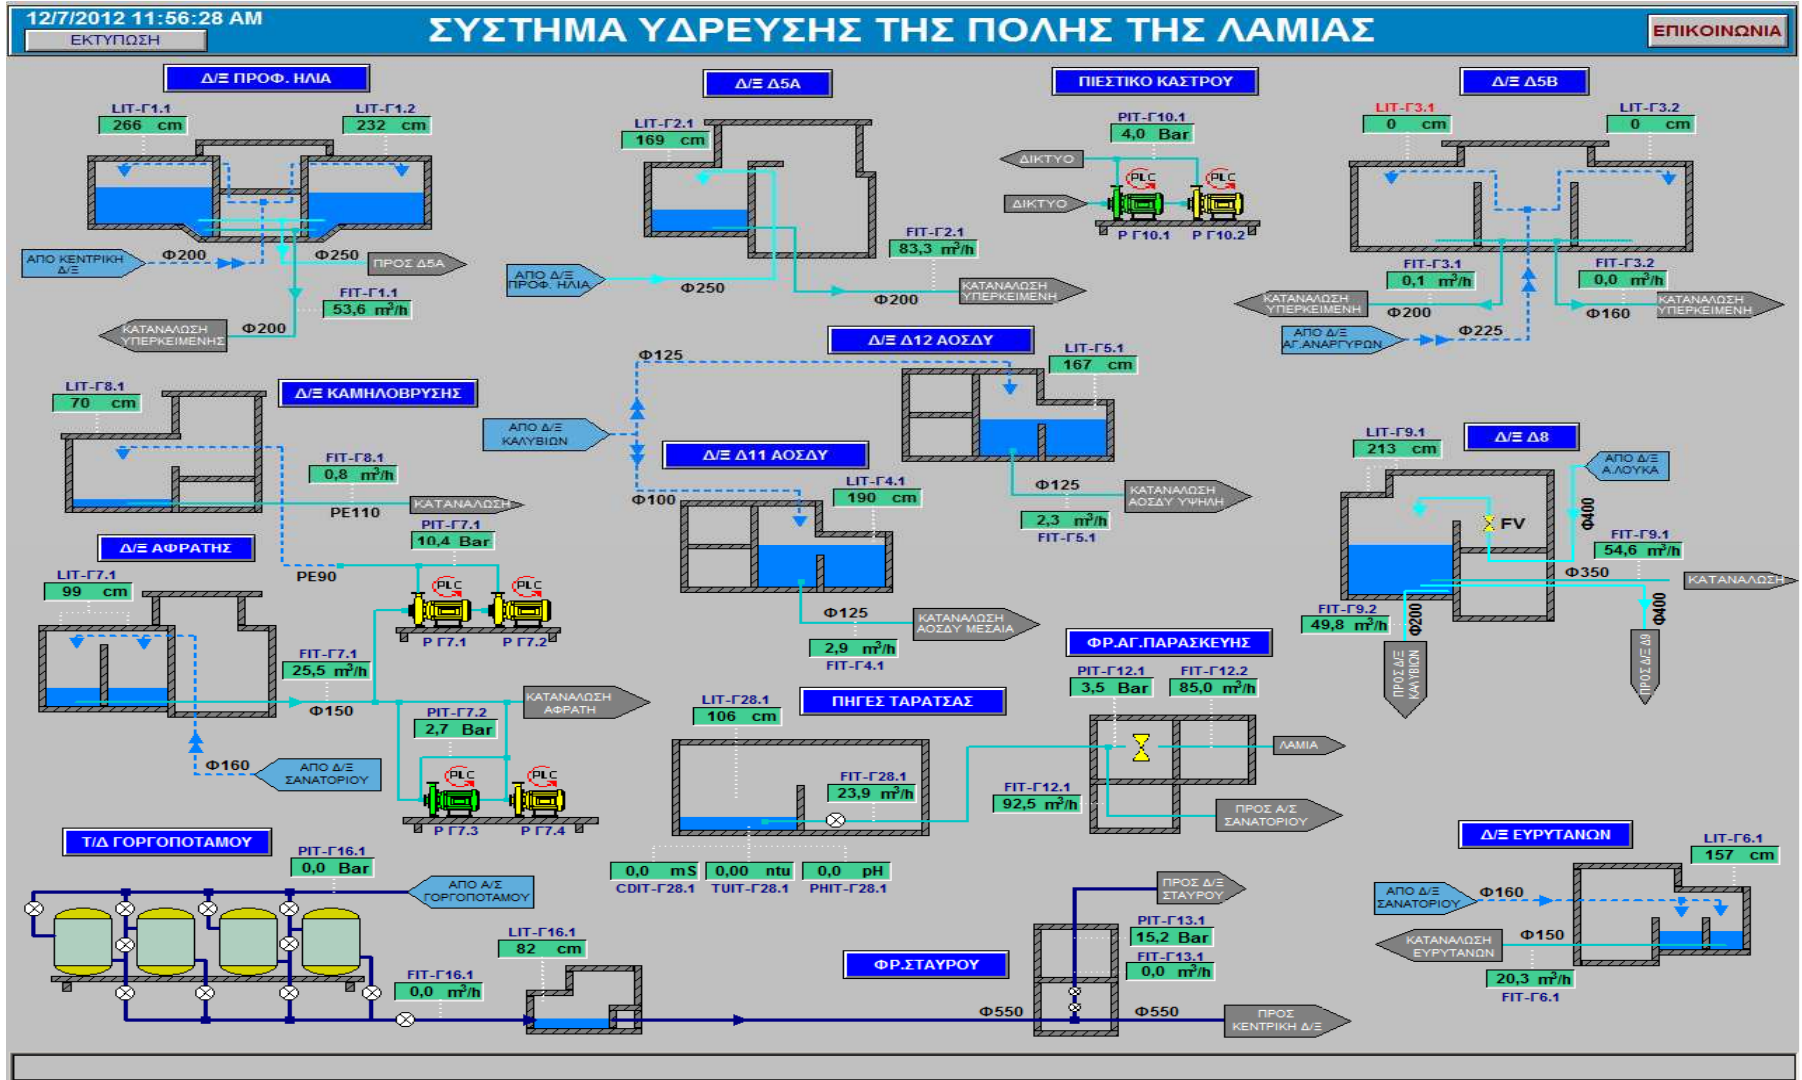 12/7/2012 11:56:28 AM
ΕΚΤΥΠΩΣΗ
ΣΥΣΤΗΜΑ ΥΔΡΕΥΣΗΣ ΤΗΣ ΠΟΛΗΣ ΤΗΣ ΛΑΜΙΑΣ
ΕΠΙΚΟΙΝΩΝΙΑ
Δ/Ξ ΠΡΟΦ. ΗΛΙΑ
LIT-Γ1.1
266 cm
LIT-Γ1.2
232 cm
ΑΠΟ ΚΕΝΤΡΙΚΗ
Δ/Ξ
Φ200
Φ250
ΠΡΟΣ Δ5Α
FIT-Γ1.1
53,6 m³/h
ΚΑΤΑΝΑΛΩΣΗ
ΥΠΕΡΚΕΙΜΕΝΗΣ
Φ200
Δ/Ξ Δ5Α
LIT-Γ2.1
169 cm
FIT-Γ2.1
83,3 m³/h
ΑΠΟ Δ/Ξ
ΠΡΟΦ. ΗΛΙΑ
Φ250
Φ200
ΚΑΤΑΝΑΛΩΣΗ
ΥΠΕΡΚΕΙΜΕΝΗ
ΠΙΕΣΤΙΚΟ ΚΑΣΤΡΟΥ
PIT-Γ10.1
4,0 Bar
ΔΙΚΤΥΟ
PLC
PLC
ΔΙΚΤΥΟ
P Γ10.1
P Γ10.2
Δ/Ξ Δ5Β
LIT-Γ3.1
0 cm
LIT-Γ3.2
0 cm
FIT-Γ3.1
0,1 m³/h
FIT-Γ3.2
0,0 m³/h
ΚΑΤΑΝΑΛΩΣΗ
ΥΠΕΡΚΕΙΜΕΝΗ
Φ200
Φ160
ΚΑΤΑΝΑΛΩΣΗ
ΥΠΕΡΚΕΙΜΕΝΗ
ΑΠΟ Δ/Ξ
ΑΓ.ΑΝΑΡΓΥΡΩΝ
Φ225
Δ/Ξ ΚΑΜΗΛΟΒΡΥΣΗΣ
LIT-Γ8.1
70 cm
FIT-Γ8.1
0,8 m³/h
PE110
ΚΑΤΑΝΑΛΩΣΗ
Δ/Ξ Δ12 ΑΟΣΔΥ
Φ125
LIT-Γ5.1
167 cm
ΑΠΟ Δ/Ξ
ΚΑΛΥΒΙΩΝ
Φ125
ΚΑΤΑΝΑΛΩΣΗ
ΑΟΣΔΥ ΥΨΗΛΗ
2,3 m³/h
FIT-Γ5.1
Δ/Ξ Δ11 ΑΟΣΔΥ
Φ100
LIT-Γ4.1
190 cm
Φ125
ΚΑΤΑΝΑΛΩΣΗ
ΑΟΣΔΥ ΜΕΣΑΙΑ
2,9 m³/h
FIT-Γ4.1
Δ/Ξ Δ8
LIT-Γ9.1
213 cm
ΑΠΟ Δ/Ξ
Α.ΛΟΥΚΑ
FV
Φ400
FIT-Γ9.1
54,6 m³/h
Φ350
ΚΑΤΑΝΑΛΩΣΗ
FIT-Γ9.2
49,8 m³/h
Φ200
Φ400
ΠΡΟΣ Δ/Ξ
ΚΑΛΥΒΙΩΝ
ΠΡΟΣ Δ/Ξ Δ9
Δ/Ξ ΑΦΡΑΤΗΣ
LIT-Γ7.1
99 cm
PE90
PIT-Γ7.1
10,4 Bar
PLC
PLC
P Γ7.1
P Γ7.2
FIT-Γ7.1
25,5 m³/h
Φ150
ΚΑΤΑΝΑΛΩΣΗ
ΑΦΡΑΤΗ
PIT-Γ7.2
2,7 Bar
Φ160
ΑΠΟ Δ/Ξ
ΣΑΝΑΤΟΡΙΟΥ
PLC
PLC
P Γ7.3
P Γ7.4
ΠΗΓΕΣ ΤΑΡΑΤΣΑΣ
LIT-Γ28.1
106 cm
FIT-Γ28.1
23,9 m³/h
0,0 mS
0,00 ntu
0,0 pH
CDIT-Γ28.1
TUIT-Γ28.1
PHIT-Γ28.1
ΦΡ.ΑΓ.ΠΑΡΑΣΚΕΥΗΣ
PIT-Γ12.1
3,5 Bar
FIT-Γ12.2
85,0 m³/h
ΛΑΜΙΑ
FIT-Γ12.1
92,5 m³/h
ΠΡΟΣ Α/Σ
ΣΑΝΑΤΟΡΙΟΥ
Τ/Δ ΓΟΡΓΟΠΟΤΑΜΟΥ
PIT-Γ16.1
0,0 Bar
ΑΠΟ Α/Σ
ΓΟΡΓΟΠΟΤΑΜΟΥ
FIT-Γ16.1
0,0 m³/h
LIT-Γ16.1
82 cm
ΦΡ.ΣΤΑΥΡΟΥ
ΠΡΟΣ Δ/Ξ
ΣΤΑΥΡΟΥ
PIT-Γ13.1
15,2 Bar
FIT-Γ13.1
0,0 m³/h
Φ550
Φ550
ΠΡΟΣ
ΚΕΝΤΡΙΚΗ Δ/Ξ
Δ/Ξ ΕΥΡΥΤΑΝΩΝ
LIT-Γ6.1
157 cm
ΑΠΟ Δ/Ξ
ΣΑΝΑΤΟΡΙΟΥ
Φ160
ΚΑΤΑΝΑΛΩΣΗ
ΕΥΡΥΤΑΝΩΝ
Φ150
20,3 m³/h
FIT-Γ6.1